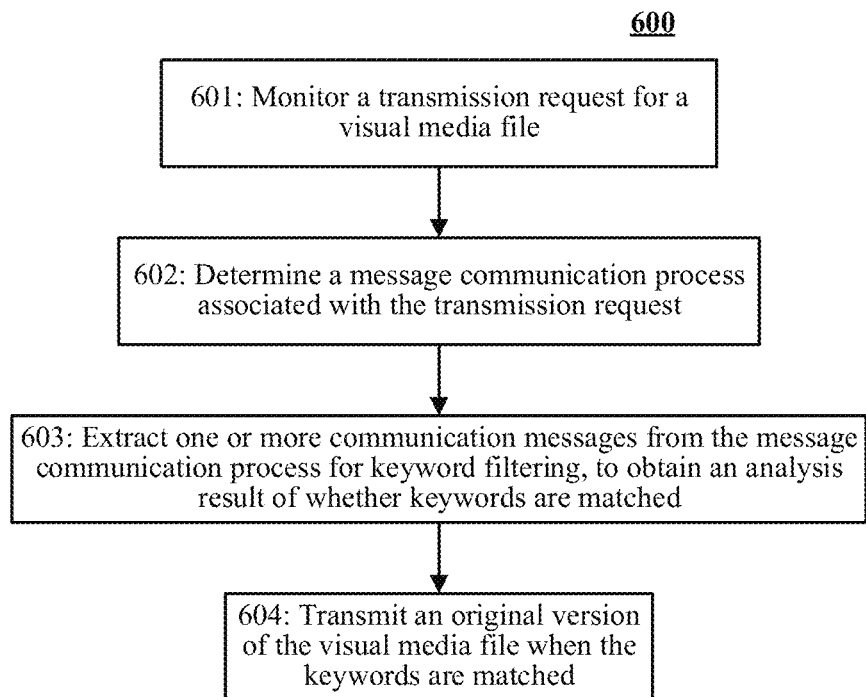 600
601: Monitor a transmission request for a
visual media file
602: Determine a message communication process
associated with the transmission request
603: Extract one or more communication messages from the message
communication process for keyword filtering, to obtain an analysis
result of whether keywords are matched
604: Transmit an original version
of the visual media file when the
keywords are matched